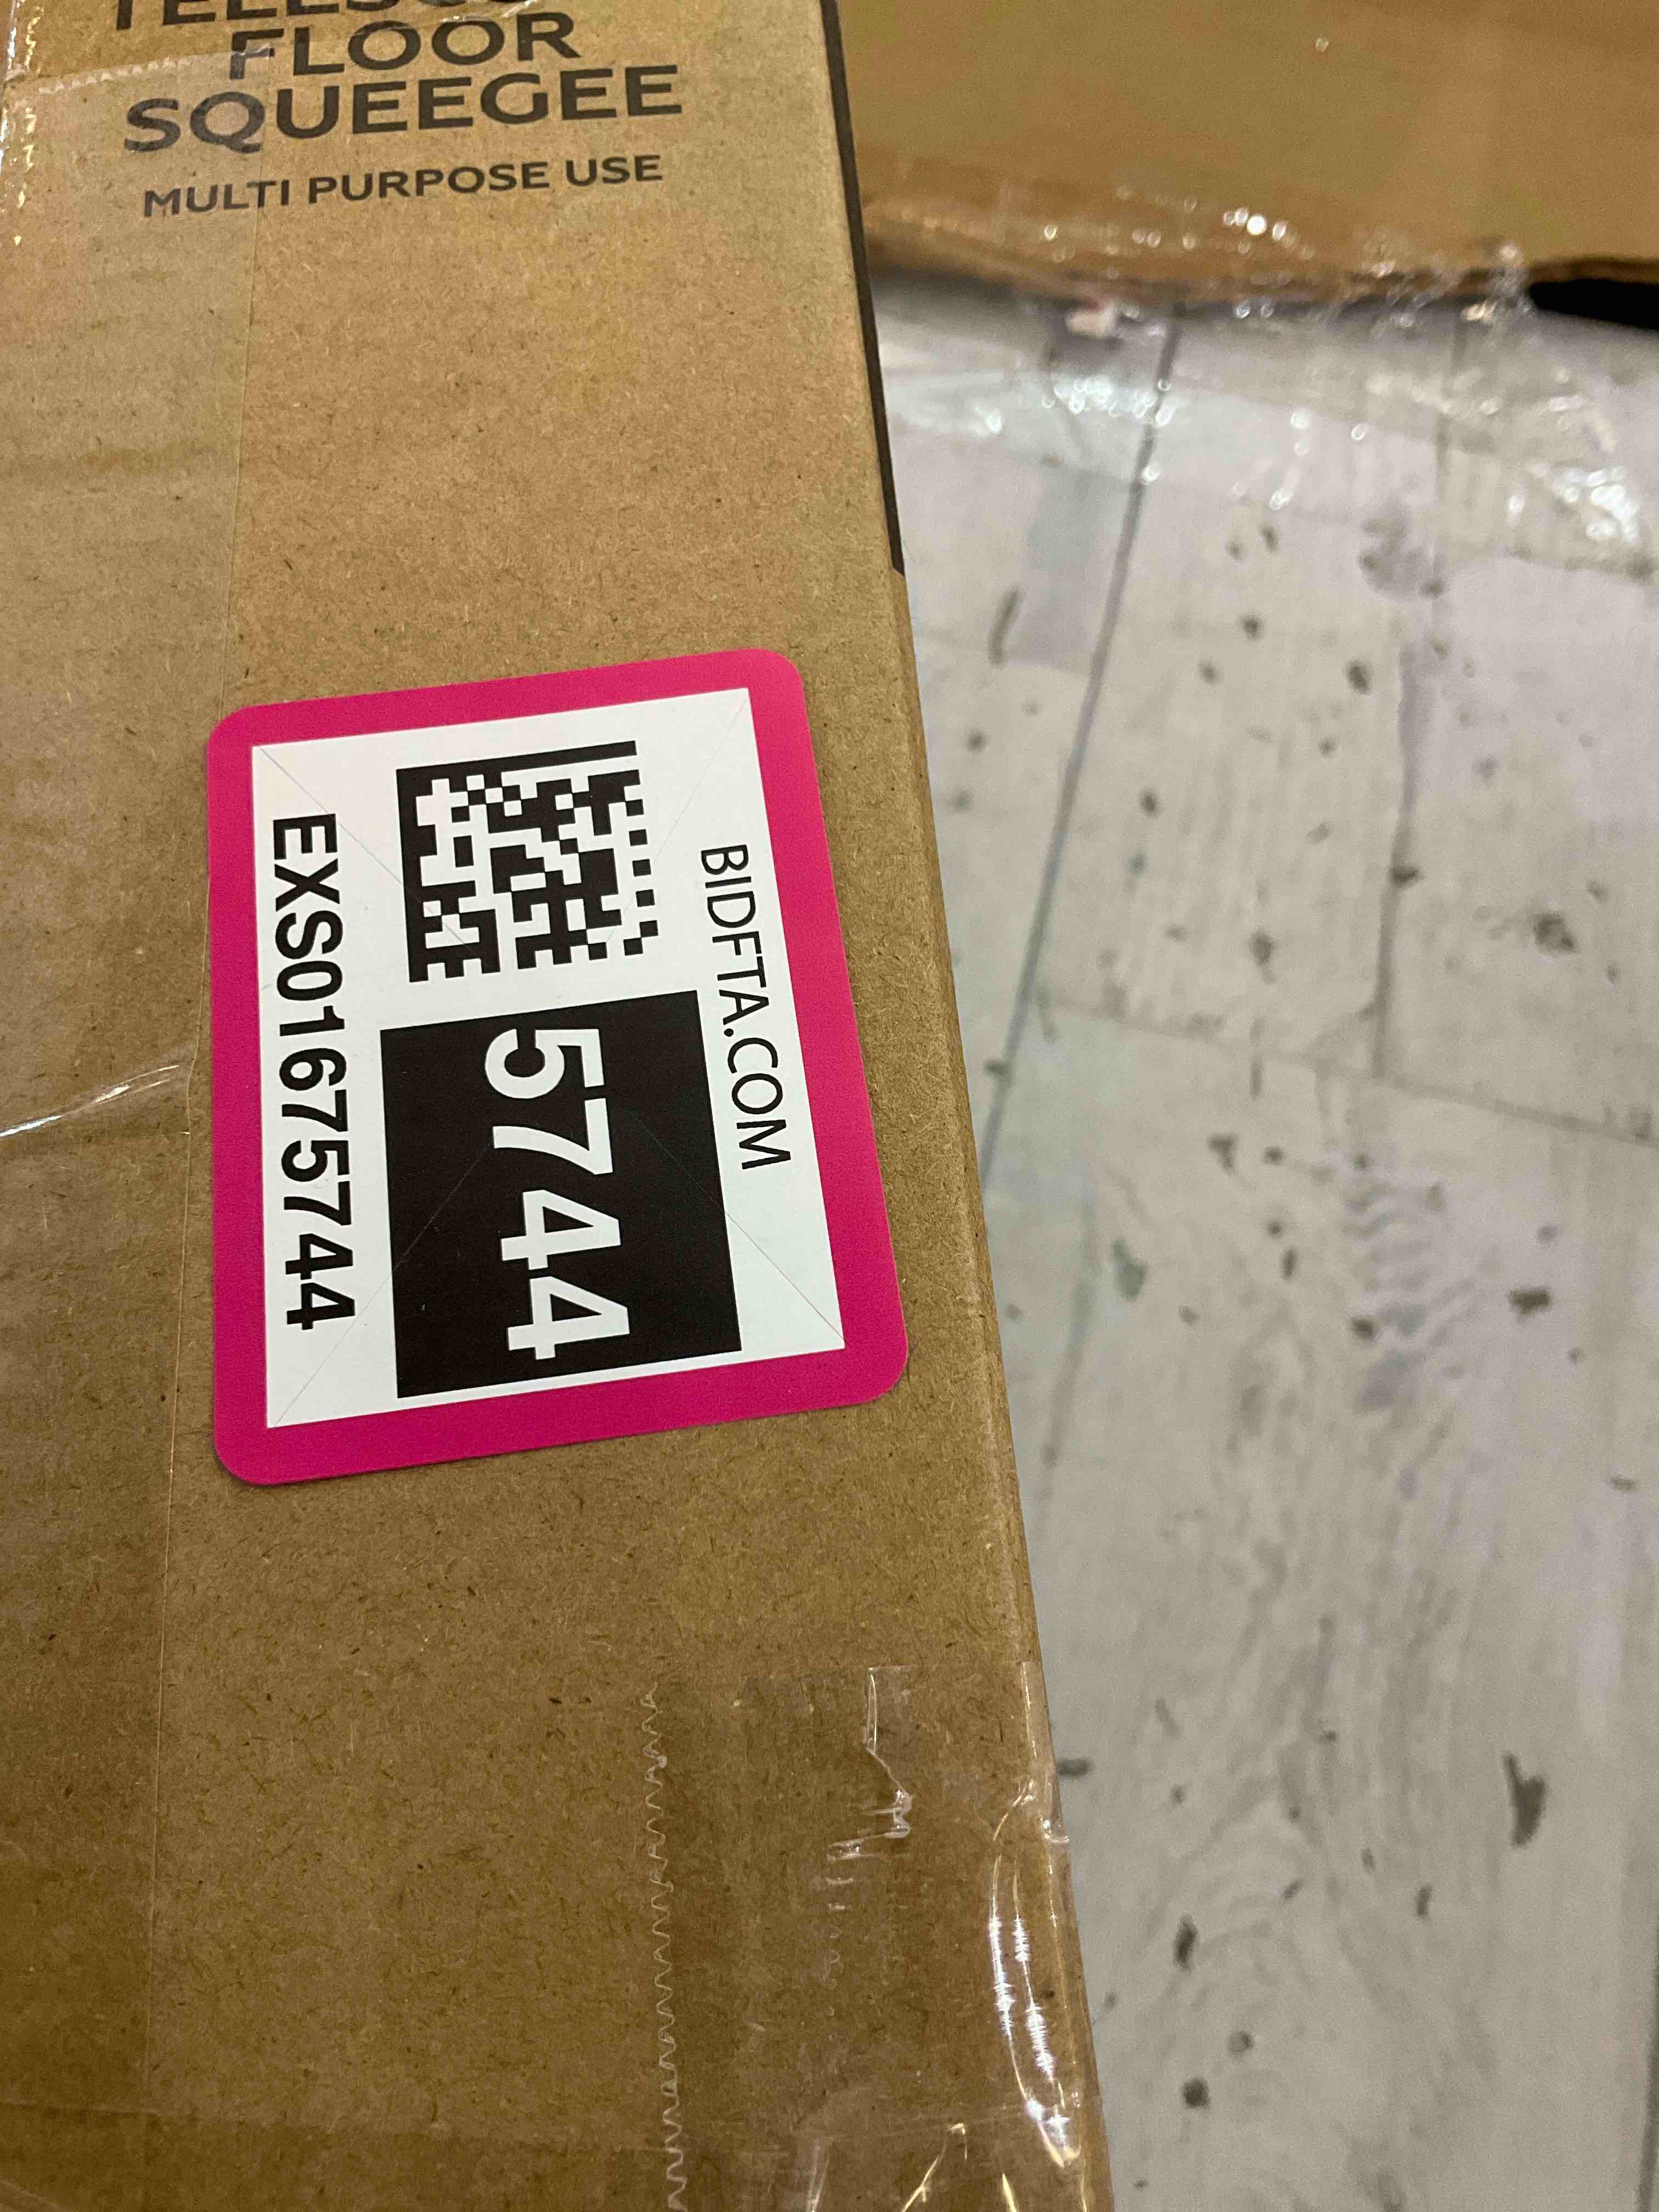 FLOOR
SQUEEGEE
MULTI PURPOSE USE
BIDFTA.COM
5744
EXS01675744